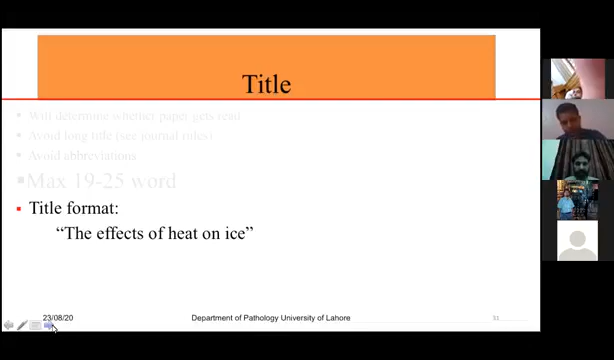 Title
Will determine whether paper gets read
Avoid long title (see journal rules)
Avoid abbreviations
Max 19-25 word
Title format:
“The effects of heat on ice”
23/08/20
Department of Pathology University of Lahore
51